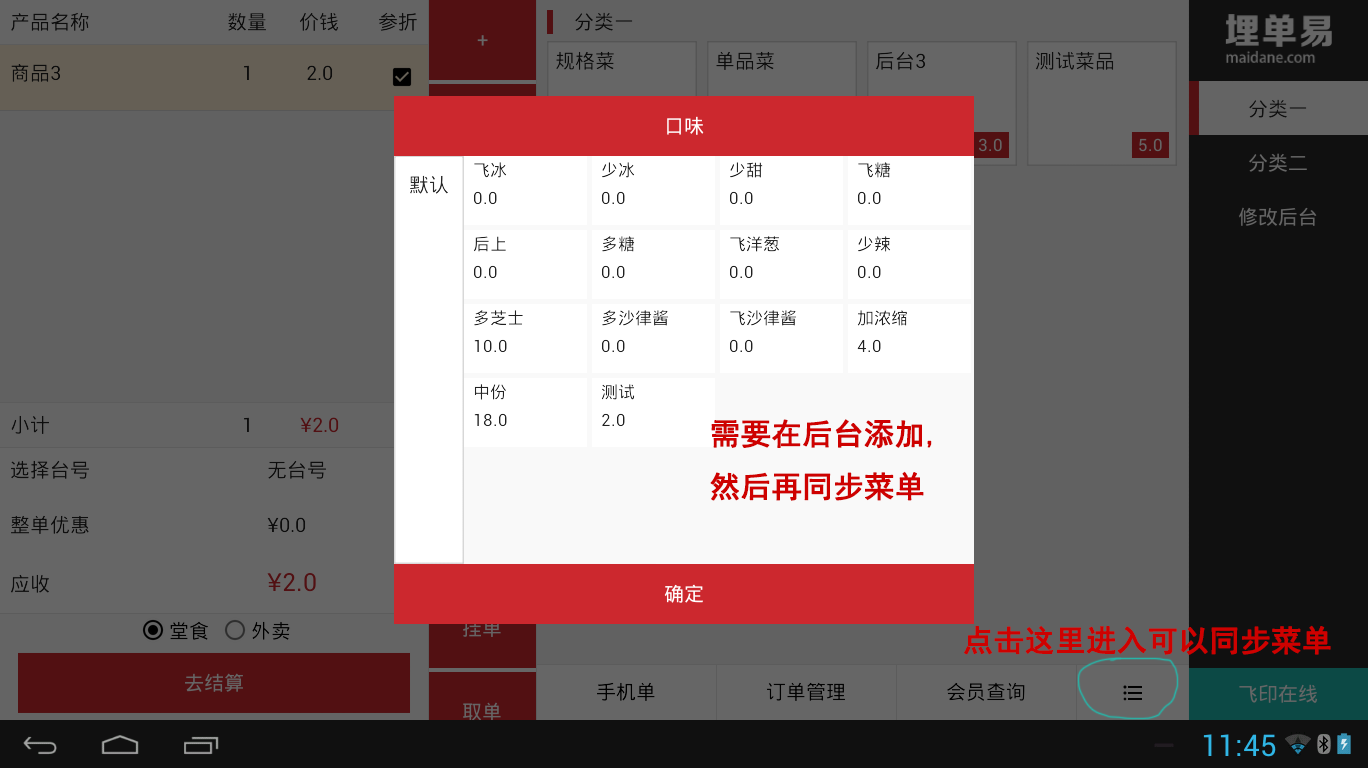 产品名称 数量 价钱 参折
商品3 1 2.0
+
分类一
规格菜 单品菜 后台3 测试菜品
3.0 5.0
埋单易
maidane.com
分类一
分类二
修改后台
口味
默认
飞冰 少冰 少甜 飞糖
0.0 0.0 0.0 0.0
后上 多糖 飞洋葱 少辣
0.0 0.0 0.0 0.0
多芝士 多沙律酱 飞沙律酱 加浓缩
10.0 0.0 0.0 4.0
中份 测试
18.0 2.0
需要在后台添加,
然后再同步菜单
确定
小计 1 ¥2.0
选择台号 无台号
整单优惠 ¥0.0
应收 ¥2.0
堂食 外卖
去结算
挂单
取单
点击这里进入可以同步菜单
手机单 订单管理 会员查询
飞印在线
11:45